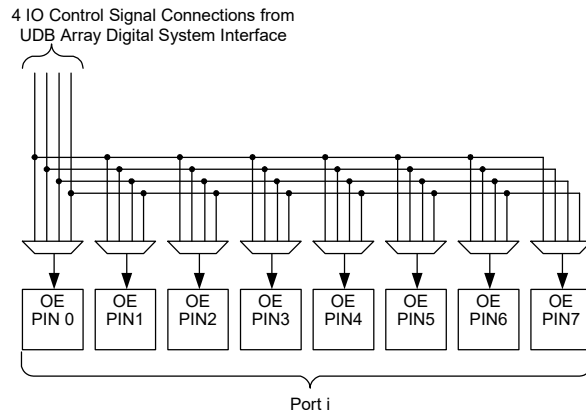 4 IO Control Signal Connections from
UDB Array Digital System Interface
OE
PIN 0
OE
PIN1
OE
PIN2
OE
PIN3
OE
PIN4
OE
PIN5
OE
PIN6
OE
PIN7
Port i